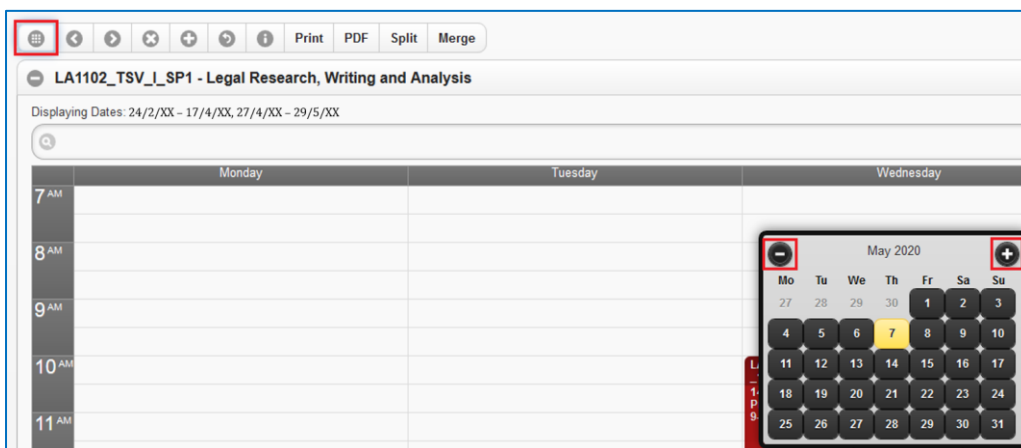 Print PDF Split Merge
LA1102_TSV_I_SP1 - Legal Research, Writing and Analysis
Displaying Dates: 24/2/XX – 17/4/XX, 27/4/XX – 29/5/XX
Monday Tuesday Wednesday
7 AM
8 AM
9 AM
10 AM
11 AM
May 2020
Mo Tu We Th Fr Sa Su
27 28 29 30 1 2 3
4 5 6 7 8 9 10
11 12 13 14 15 16 17
18 19 20 21 22 23 24
25 26 27 28 29 30 31